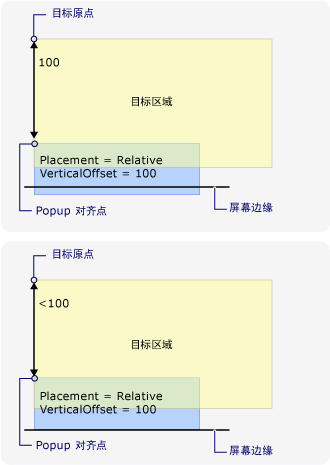 目标原点
100
目标区域
Placement = Relative
VerticalOffset = 100
Popup 对齐点
屏幕边缘
目标原点
<100
目标区域
Placement = Relative
VerticalOffset = 100
Popup 对齐点
屏幕边缘